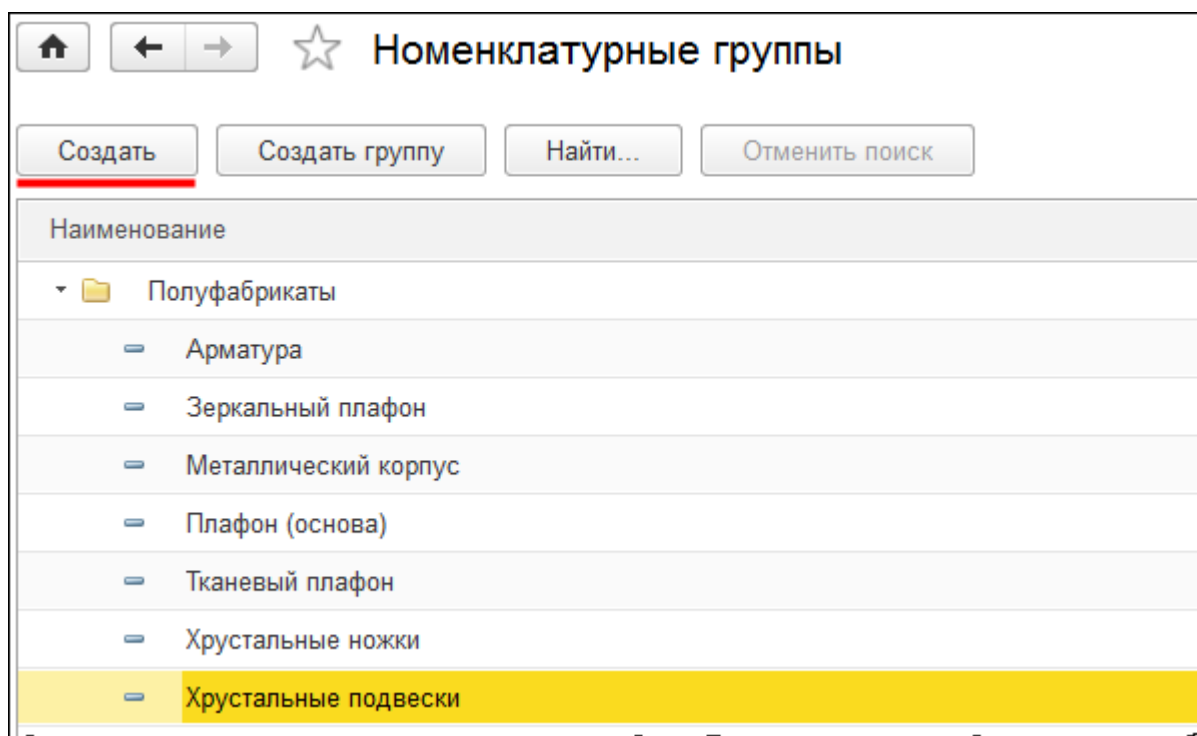 Номенклатурные группы
Создать Создать группу Найти... Отменить поиск
Наименование
Полуфабрикаты
Арматура
Зеркальный плафон
Металлический корпус
Плафон (основа)
Тканевый плафон
Хрустальные ножки
Хрустальные подвески